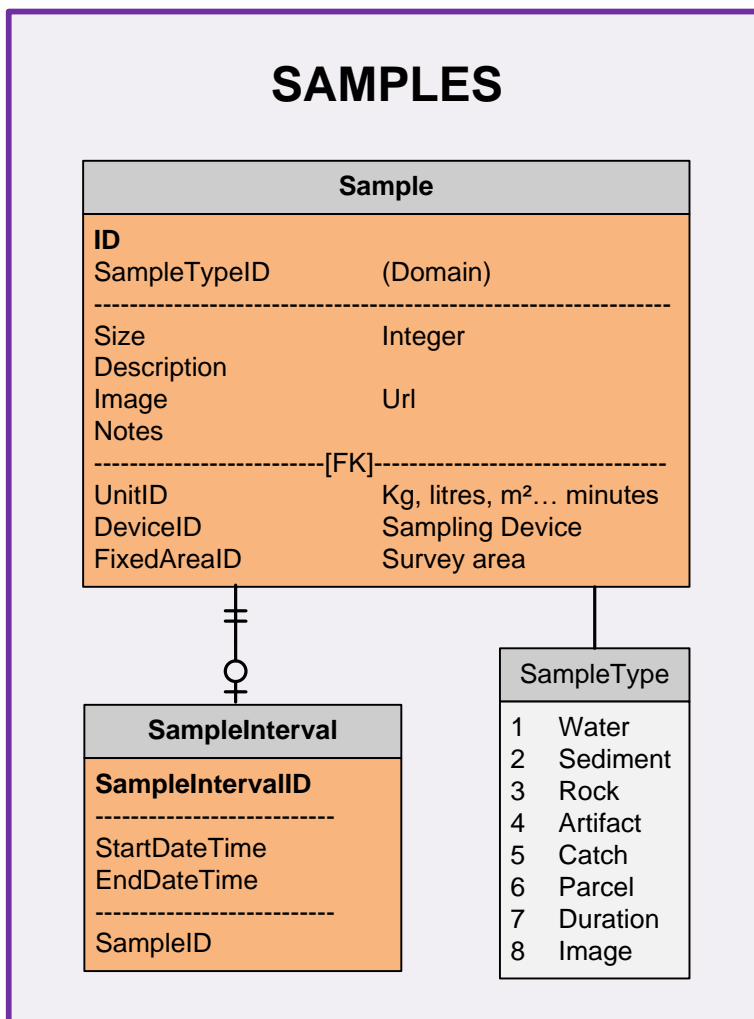 SAMPLES
Sample
ID
SampleTypeID (Domain)
----------------------------------------------------------------
Size Integer
Description
Image Url
Notes
--------------------------[FK]--------------------------------
UnitID Kg, litres, m²… minutes
DeviceID Sampling Device
FixedAreaID Survey area
SampleInterval
SampleIntervalID
---------------------------
StartDateTime
EndDateTime
---------------------------
SampleID
SampleType
1 Water
2 Sediment
3 Rock
4 Artifact
5 Catch
6 Parcel
7 Duration
8 Image